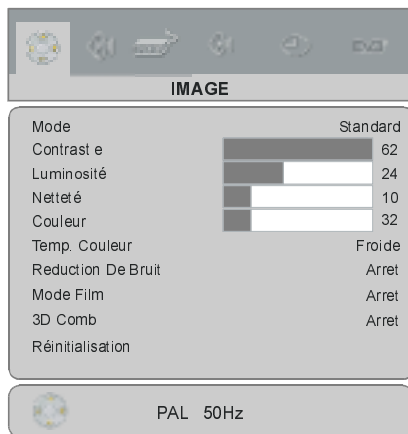 IMAGE
Mode Standard
Contrast e 62
Luminosité 24
Netteté 10
Couleur 32
Temp. Couleur Froide
Reduction De Bruit Arret
Mode Film Arret
3D Comb Arret
Réinitialisation
PAL 50Hz